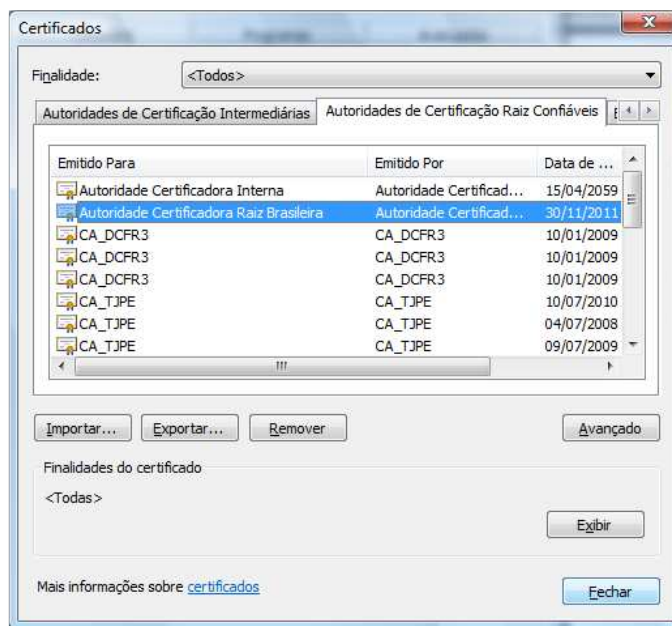 Certificados
Finalidade: <Todos>
Autoridades de Certificação Intermediárias Autoridades de Certificação Raiz Confiáveis
Emitido Para Emitido Por Data de ...
Autoridade Certificadora Interna Autoridade Certificad... 15/04/2059
Autoridade Certificadora Raiz Brasileira Autoridade Certificad... 30/11/2011
CA_DCFR3 CA_DCFR3 10/01/2009
CA_DCFR3 CA_DCFR3 10/01/2009
CA_DCFR3 CA_DCFR3 10/01/2009
CA_TJPE CA_TJPE 10/07/2010
CA_TJPE CA_TJPE 04/07/2008
CA_TJPE CA_TJPE 09/07/2009
Importar... Exportar... Remover Avançado
Finalidades do certificado
<Todas>
Exibir
Mais informações sobre certificados
Fechar